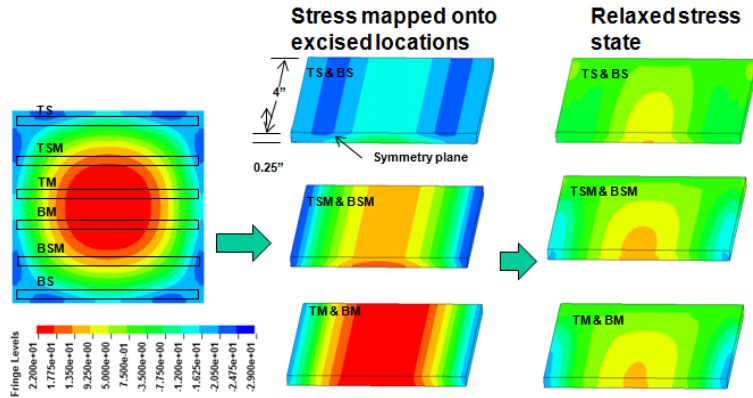 Stress mapped onto
excised locations
Relaxed stress
state
TS
TSM
TM
BM
BSM
BS
Fringe Levels
2.200e+01
1.775e+01
1.350e+01
9.250e+00
5.000e+00
7.500e-01
-3.500e+00
-7.750e+00
-1.200e+01
-1.625e+01
-2.050e+01
-2.475e+01
-2.900e+01
TS & BS
4”
0.25”
Symmetry plane
TSM & BSM
TM & BM
TS & BS
TSM & BSM
TM & BM